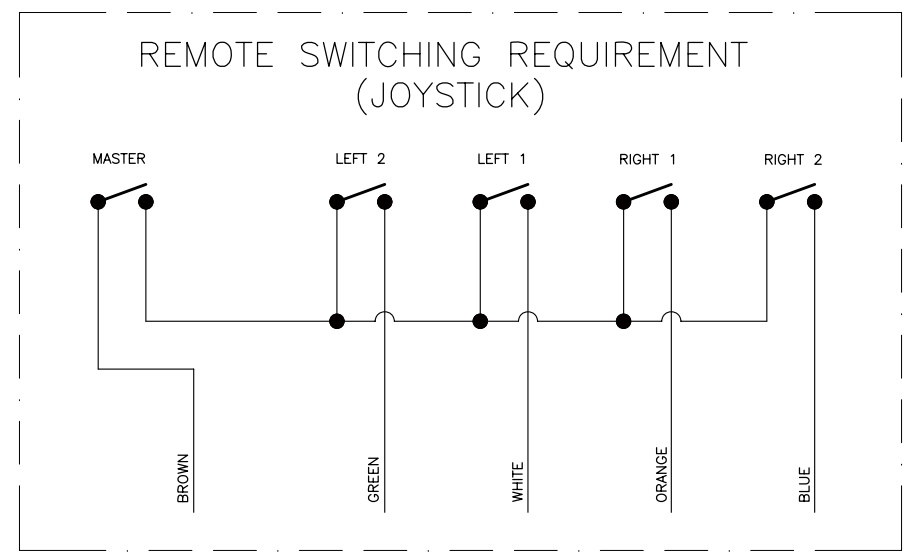 REMOTE SWITCHING REQUIREMENT
(JOYSTICK)
MASTER
LEFT 2
LEFT 1
RIGHT 1
RIGHT 2
BROWN
GREEN
WHITE
ORANGE
BLUE